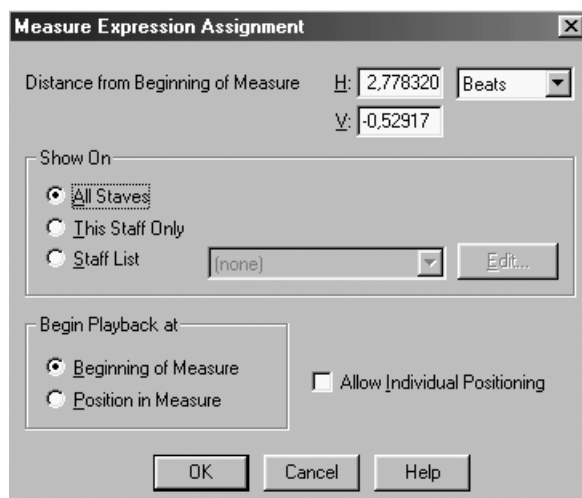 Measure Expression Assignment
Distance from Beginning of Measure H: 2,778320 Beats
V: -0,52917
Show On
All Staves
This Staff Only
Staff List (none) Edit...
Begin Playback at
Beginning of Measure
Allow Individual Positioning
Position in Measure
OK Cancel Help